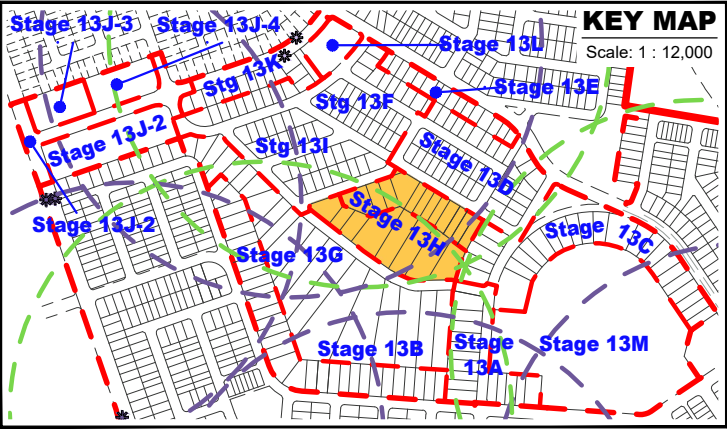 KEY MAP
Scale: 1 : 12,000
Stage 13J-3
Stage 13J-4
Stage 13L
Stg 13K
Stage 13E
Stg 13F
Stage 13J-2
Stg 13I
Stage 13D
Stage 13J-2
Stage 13H
Stage 13C
Stage 13G
Stage 13B
Stage
13A
Stage 13M